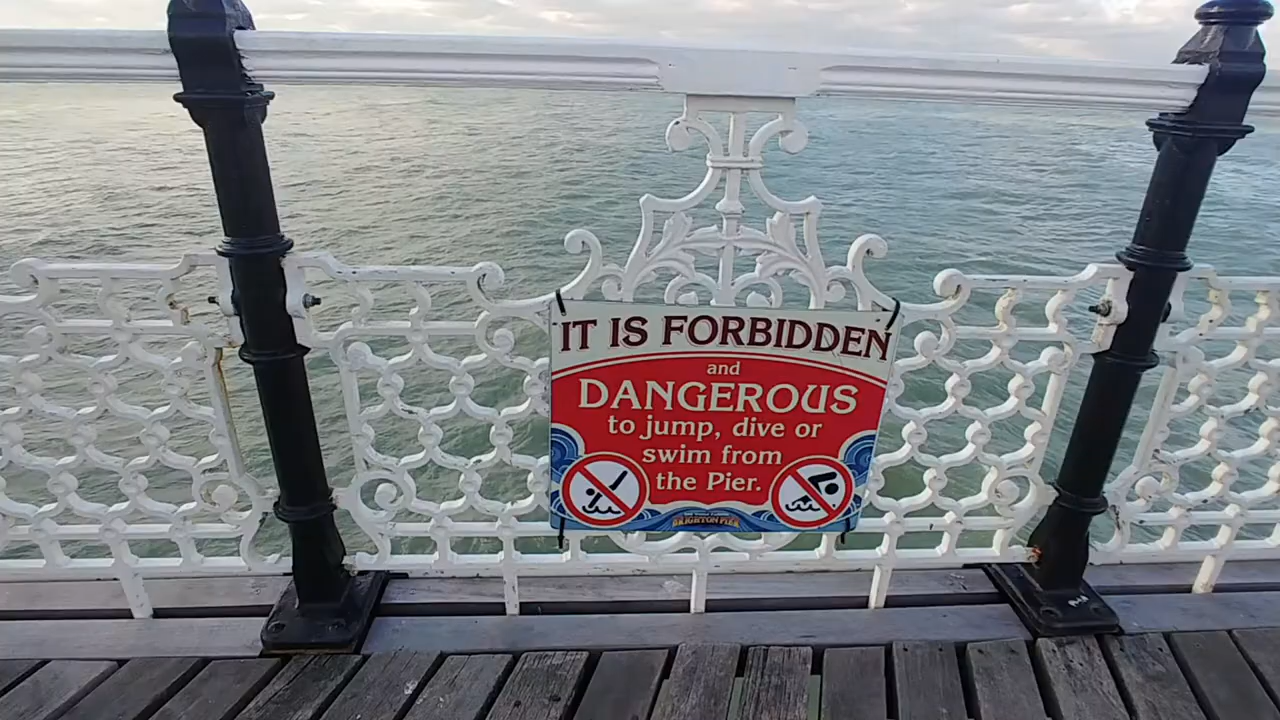 IT IS FORBIDDEN
and
DANGEROUS
to jump, dive or
swim from
the Pier.
BRIGHTON PIER